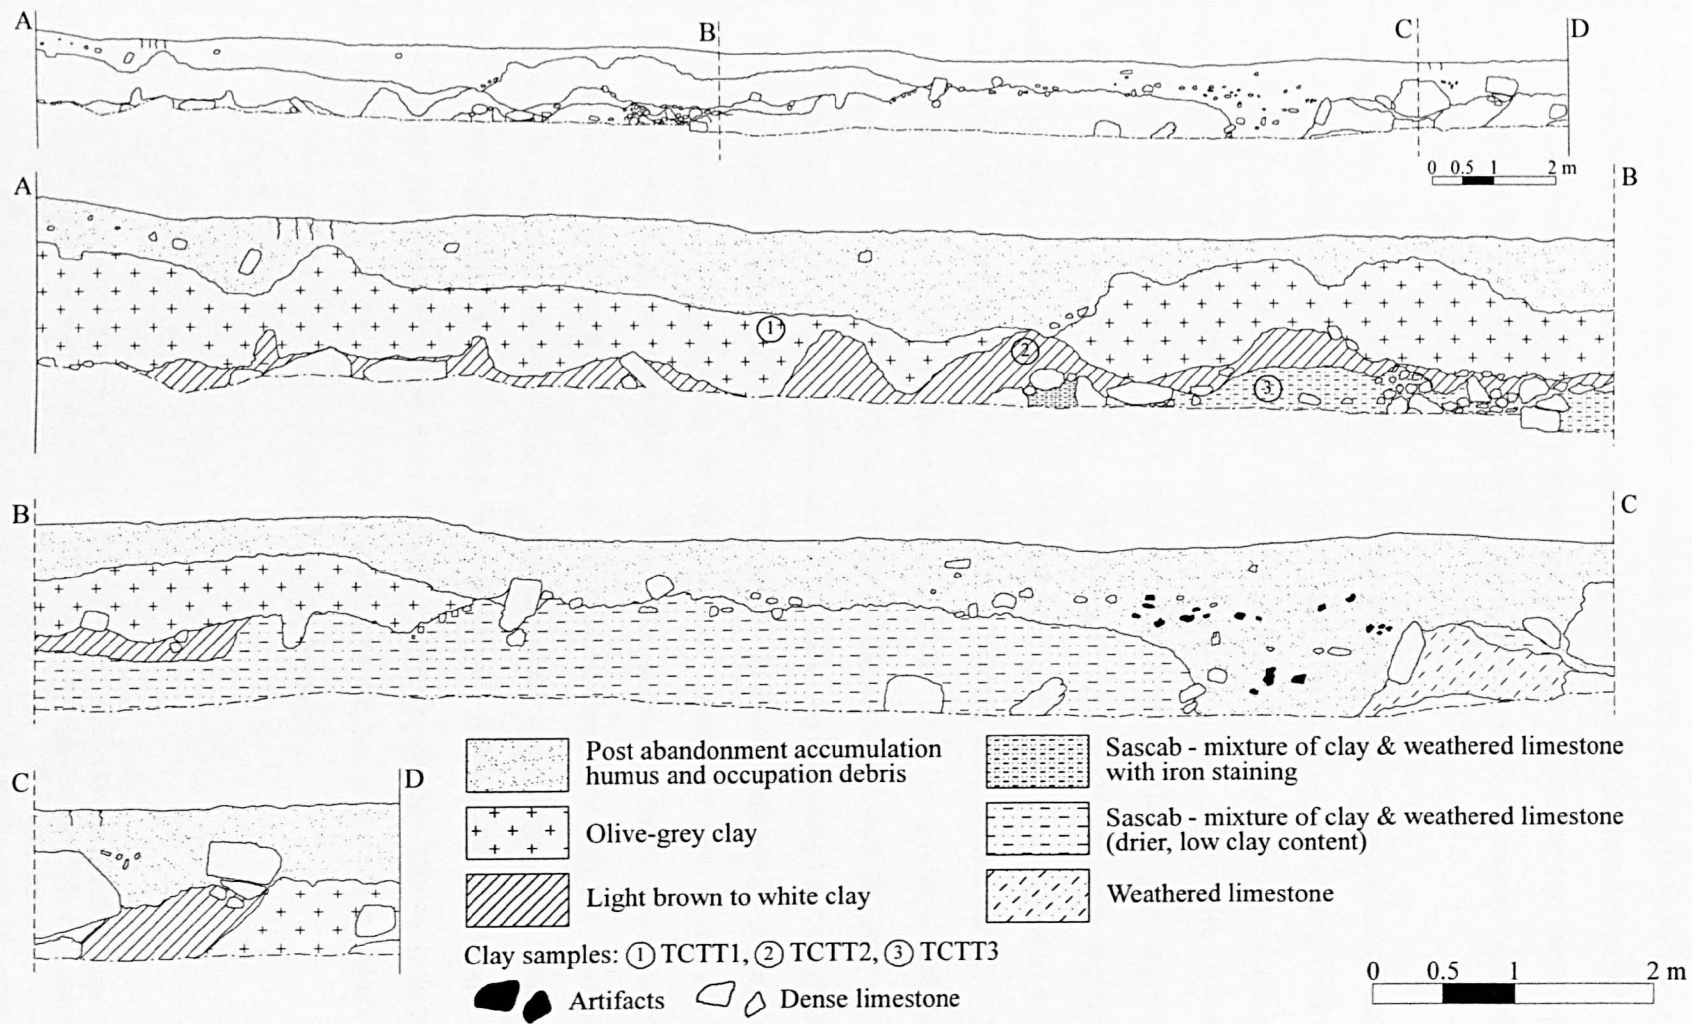 A B C D
0 0.5 1 2 m
A B
1
2
3
B C
C D
Post abandonment accumulation
humus and occupation debris
Olive-grey clay
Light brown to white clay
Sascab - mixture of clay & weathered limestone
with iron staining
Sascab - mixture of clay & weathered limestone
(drier, low clay content)
Weathered limestone
Clay samples: ① TCTT1, ② TCTT2, ③ TCTT3
Artifacts Dense limestone
0 0.5 1 2 m